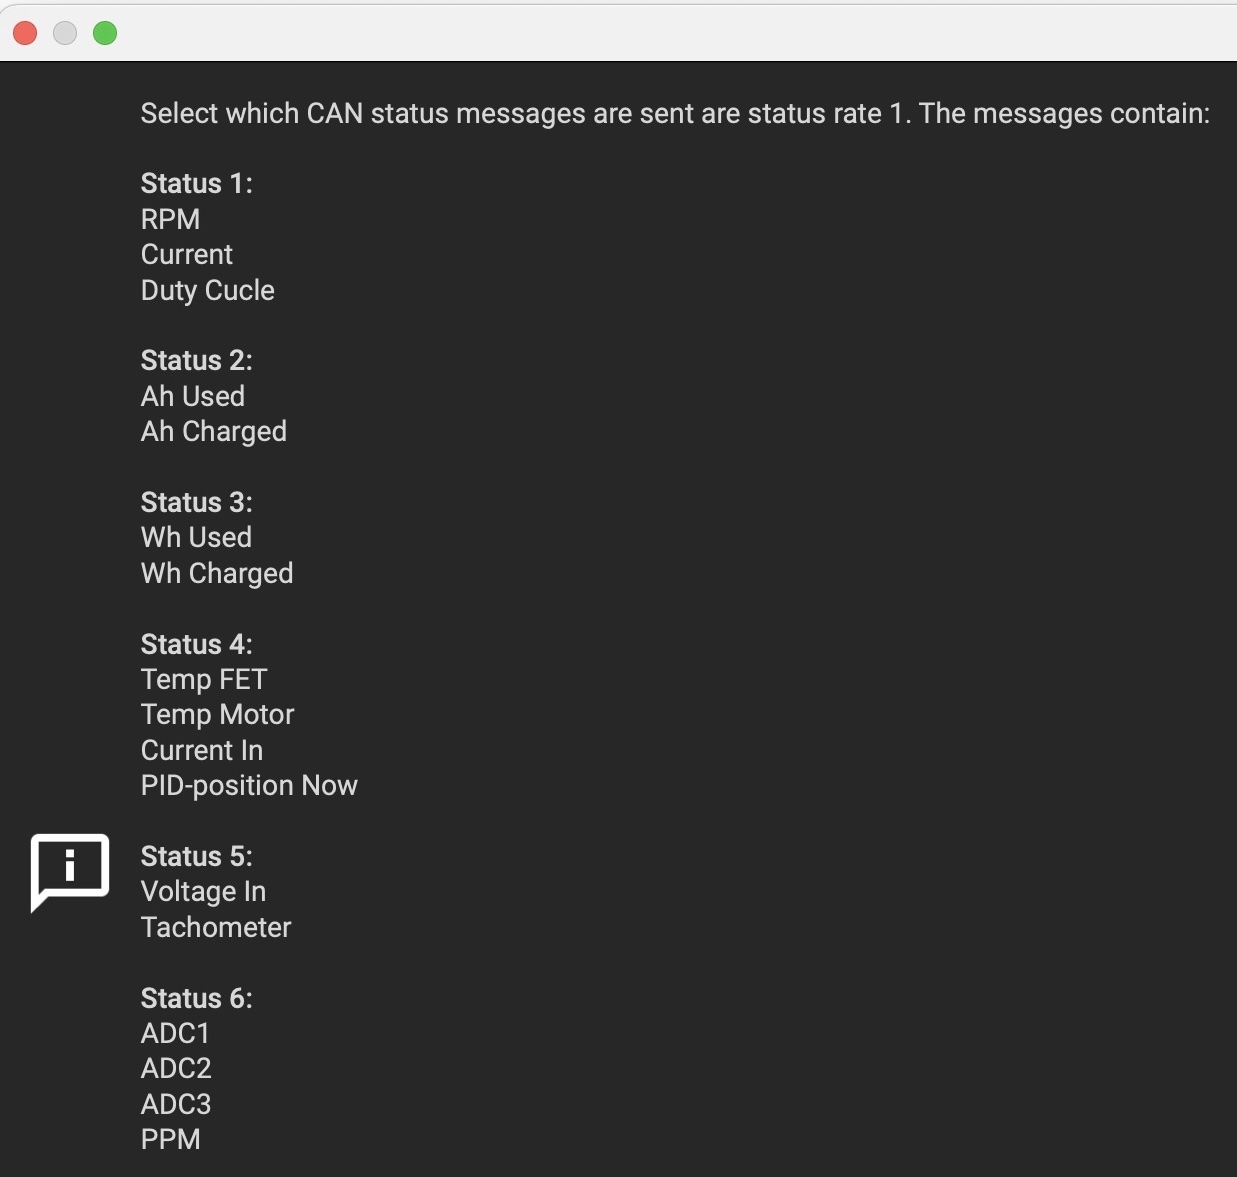 Select which CAN status messages are sent are status rate 1. The messages contain:
Status 1:
RPM
Current
Duty Cucle
Status 2:
Ah Used
Ah Charged
Status 3:
Wh Used
Wh Charged
Status 4:
Temp FET
Temp Motor
Current In
PID-position Now
Status 5:
Voltage In
Tachometer
Status 6:
ADC1
ADC2
ADC3
PPM